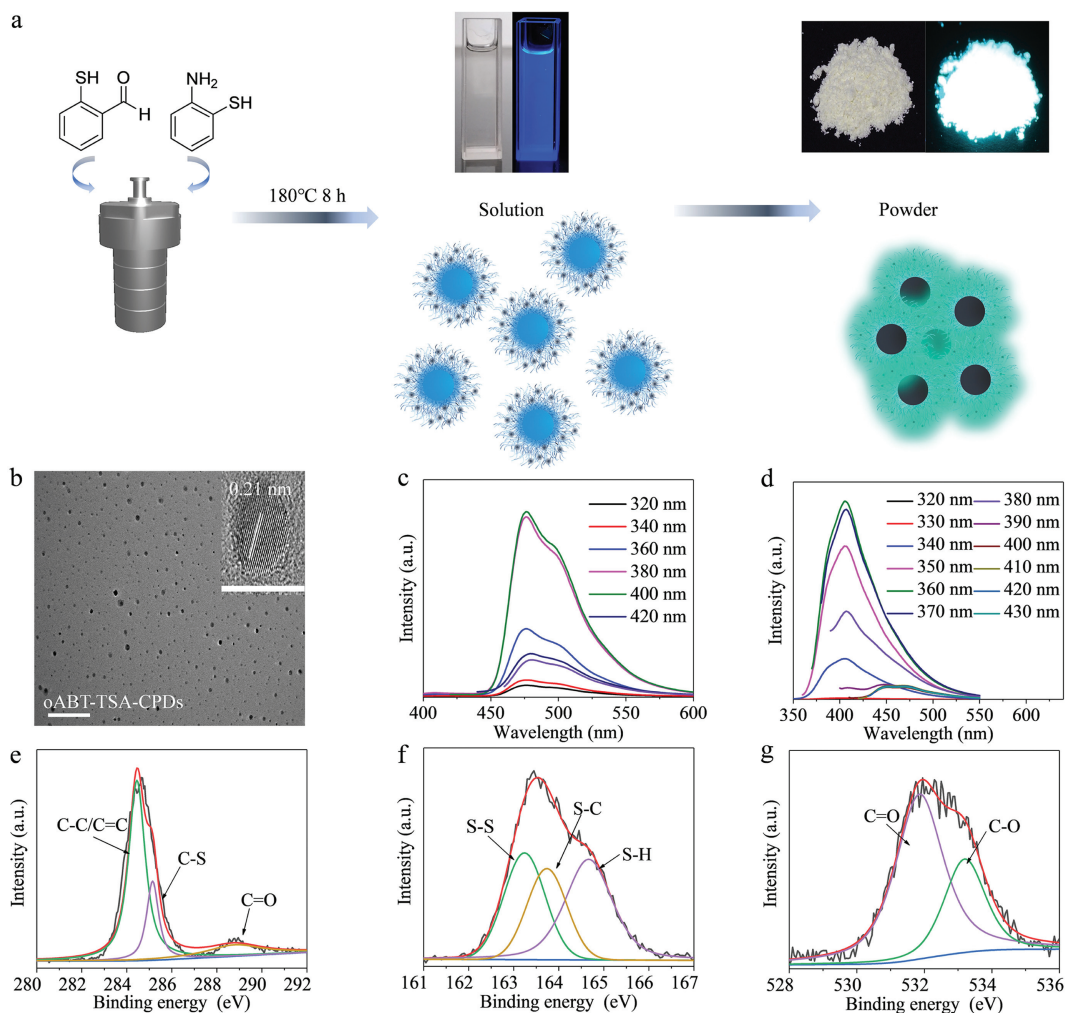 a
SH
O
H
NH₂
SH
180°C 8 h
Solution
Powder
b
0.21 nm
oABT-TSA-CPDs
c
320 nm
340 nm
360 nm
380 nm
400 nm
420 nm
Intensity (a.u.)
400 450 500 550 600
Wavelength (nm)
d
320 nm 380 nm
330 nm 390 nm
340 nm 400 nm
350 nm 410 nm
360 nm 420 nm
370 nm 430 nm
Intensity (a.u.)
350 400 450 500 550 600
Wavelength (nm)
e
C-C/C=C
C-S
C=O
Intensity (a.u.)
280 282 284 286 288 290 292
Binding energy (eV)
f
S-S
S-C
S-H
Intensity (a.u.)
161 162 163 164 165 166 167
Binding energy (eV)
g
C=O
C-O
Intensity (a.u.)
528 530 532 534 536
Binding energy (eV)